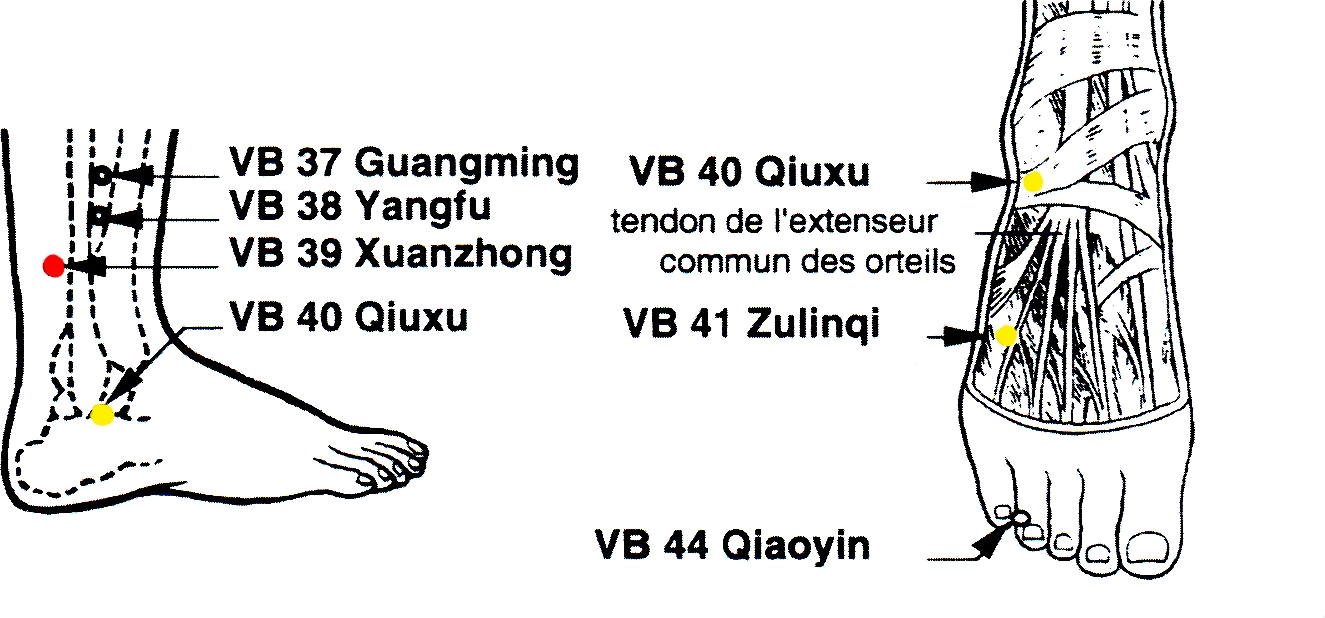 VB 37 Guangming
VB 38 Yangfu
VB 39 Xuanzhong
VB 40 Qiuxu
VB 40 Qiuxu
tendon de l'extenseur
commun des orteils
VB 41 Zulinqi
VB 44 Qiaoyin